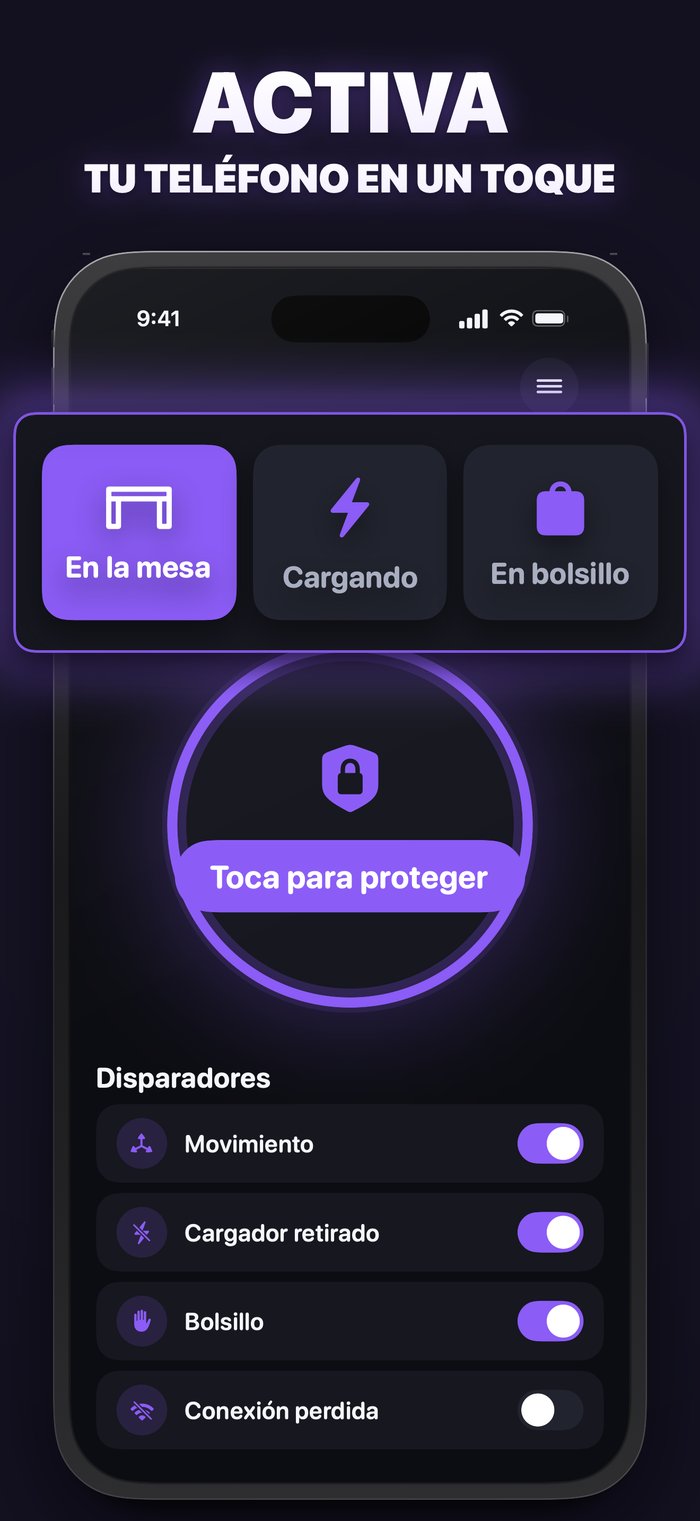 ACTIVA
TU TELÉFONO EN UN TOQUE
9:41
En la mesa
Cargando
En bolsillo
Toca para proteger
Disparadores
Movimiento
Cargador retirado
Bolsillo
Conexión perdida